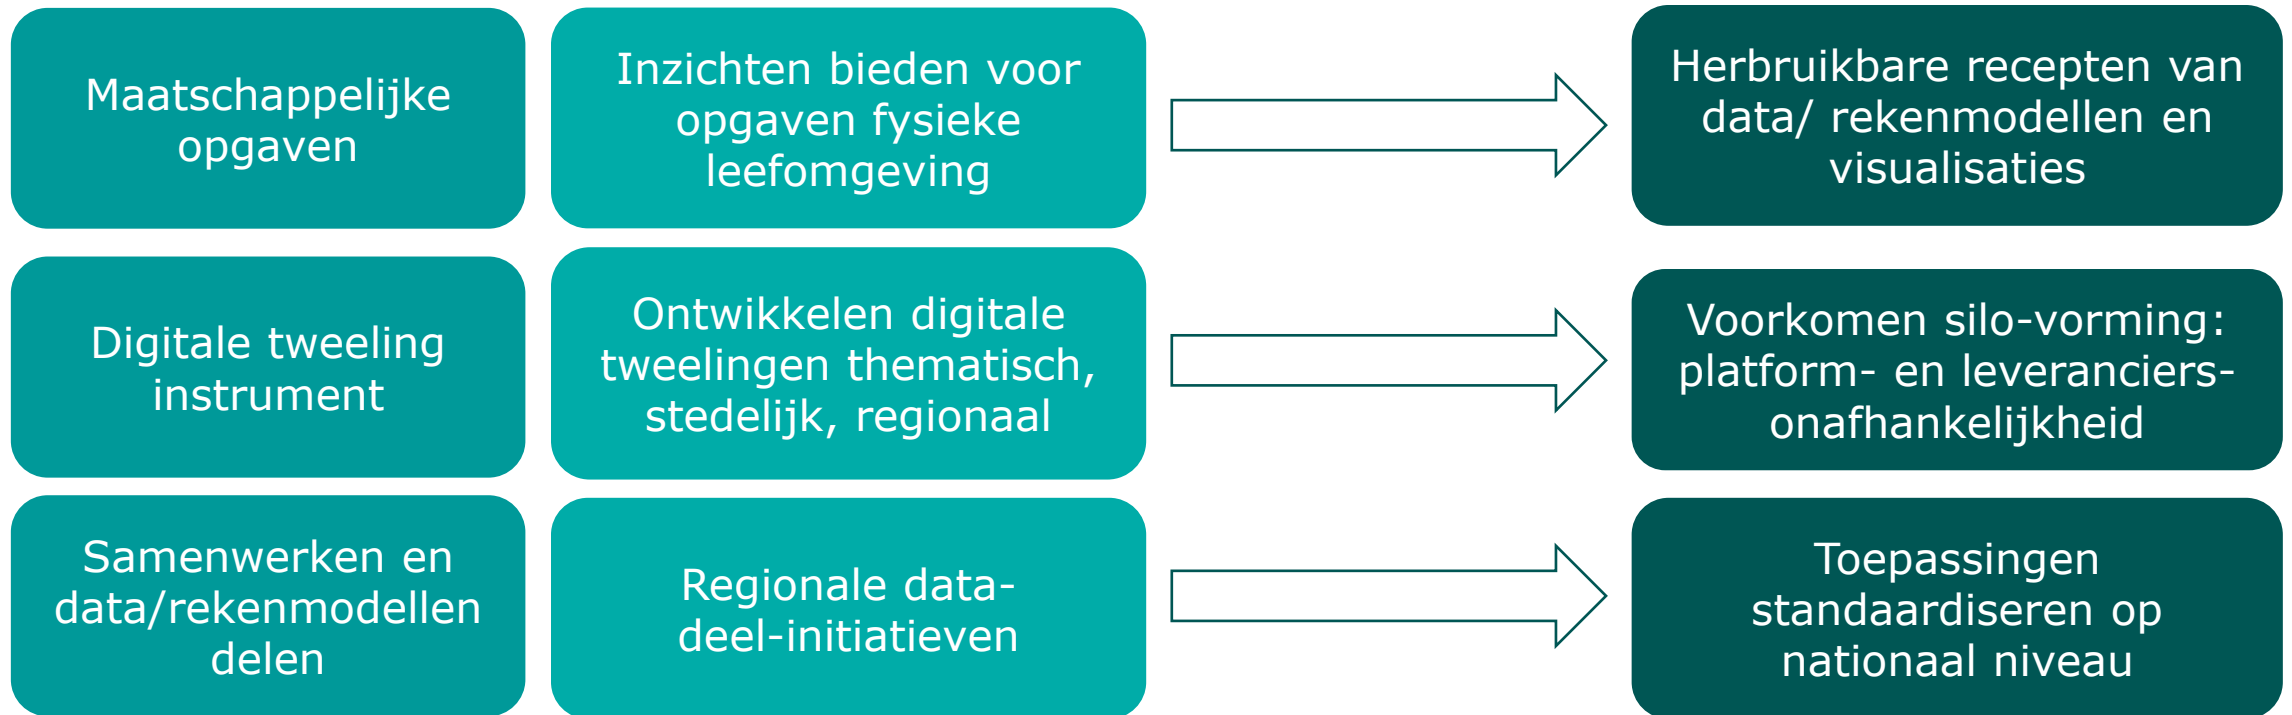 Maatschappelijke
opgaven
Inzichten bieden voor
opgaven fysieke
leefomgeving
Herbruikbare recepten van
data/ rekenmodellen en
visualisaties
Digitale tweeling
instrument
Ontwikkelen digitale
tweelingen thematisch,
stedelijk, regionaal
Voorkomen silo-vorming:
platform- en leveranciers-
onafhankelijkheid
Samenwerken en
data/rekenmodellen
delen
Regionale data-
deel-initiatieven
Toepassingen
standaardiseren op
nationaal niveau